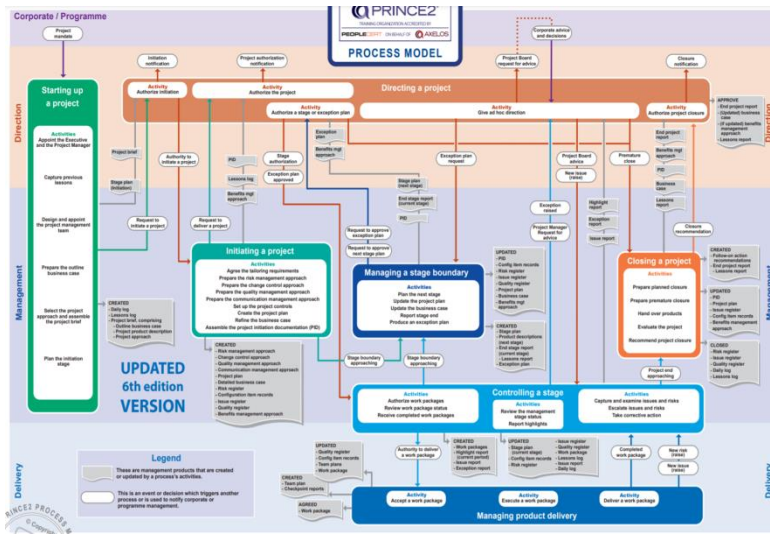 Corporate / Programme
PRINCE2
TRAINING ORGANIZATION ACCREDITED BY
PEOPLECERT ON BEHALF OF AXELOS
PROCESS MODEL
Project mandate
Initiation notification
Project authorization notification
Project Board request for advice
Corporate advice and decisions
Closure notification
Direction
Direction
Directing a project
Activity
Authorize initiation
Activity
Authorize the project
Activity
Authorize a stage or exception plan
Activity
Give ad hoc direction
Activity
Authorize project closure
APPROVE
- End project report
- (Updated) business case
- (If updated) benefits management approach
- Lessons report
Starting up a project
Activities
Appoint the Executive and the Project Manager
Capture previous lessons
Design and appoint the project management team
Prepare the outline business case
Select the project approach and assemble the project brief
Plan the initiation stage
Project brief
Stage plan (initiation)
Authority to initiate a project
Request to initiate a project
PID
Lessons log
Benefits mgt approach
Request to deliver a project
Stage authorization
Exception plan approved
Exception plan
Benefits mgt approach
Stage plan (next stage)
End stage report (current stage)
PID
Request to approve exception plan
Request to approve next stage plan
Exception plan request
Project Board advice
New issue (raise)
Exception raised
Project Manager Request for advice
Highlight report
Exception report
Issue report
Premature close
End project report
Benefits mgt approach
PID
Business case
Lessons report
Closure recommendation
Management
Management
CREATED
- Daily log
- Lessons log
- Project brief, comprising
- Outline business case
- Project product description
- Project approach
Initiating a project
Activities
Agree the tailoring requirements
Prepare the risk management approach
Prepare the change control approach
Prepare the quality management approach
Prepare the communication management approach
Set up the project controls
Create the project plan
Refine the business case
Assemble the project initiation documentation (PID)
CREATED
- Risk management approach
- Change control approach
- Quality management approach
- Communication management approach
- Project plan
- Detailed business case
- Risk register
- Configuration item records
- Issue register
- Quality register
- Benefits management approach
Managing a stage boundary
Activities
Plan the next stage
Update the project plan
Update the business case
Report stage end
Produce an exception plan
UPDATED
- PID
- Config item records
- Risk register
- Issue register
- Quality register
- Project plan
- Business case
- Benefits mgt approach
CREATED
- Stage plan
- Product descriptions (next stage)
- End stage report (current stage)
- Lessons report
- Exception plan
Closing a project
Activities
Prepare planned closure
Prepare premature closure
Hand over products
Evaluate the project
Recommend project closure
CREATED
- Follow-on action recommendations
- End project report
- Lessons report
UPDATED
- PID
- Project plan
- Issue register
- Config item records
- Benefits management approach
CLOSED
- Risk register
- Issue register
- Quality register
- Daily log
- Lessons log
Stage boundary approaching
Stage boundary approaching
Project end approaching
UPDATED
6th edition
VERSION
Controlling a stage
Activities
Authorize work packages
Review work package status
Receive completed work packages
Activities
Review the management stage status
Report highlights
Activities
Capture and examine issues and risks
Escalate issues and risks
Take corrective action
Legend
These are management products that are created or updated by a process's activities.
This is an event or decision which triggers another process or is used to notify corporate or programme management.
Authority to deliver a work package
CREATED
- Work packages
- Highlight report (current period)
- Issue report
- Exception report
UPDATED
- Stage plan (current stage)
- Config item records
- Risk register
- Issue register
- Quality register
- Work package
- Lessons log
- Issue report
- Daily log
Completed work package
New risk (raise)
New issue (raise)
UPDATED
- Quality register
- Config item records
- Team plans
- Work package
CREATED
- Team plan
- Checkpoint reports
AGREED
- Work package
Delivery
Delivery
Activity
Accept a work package
Activity
Execute a work package
Activity
Deliver a work package
Managing product delivery